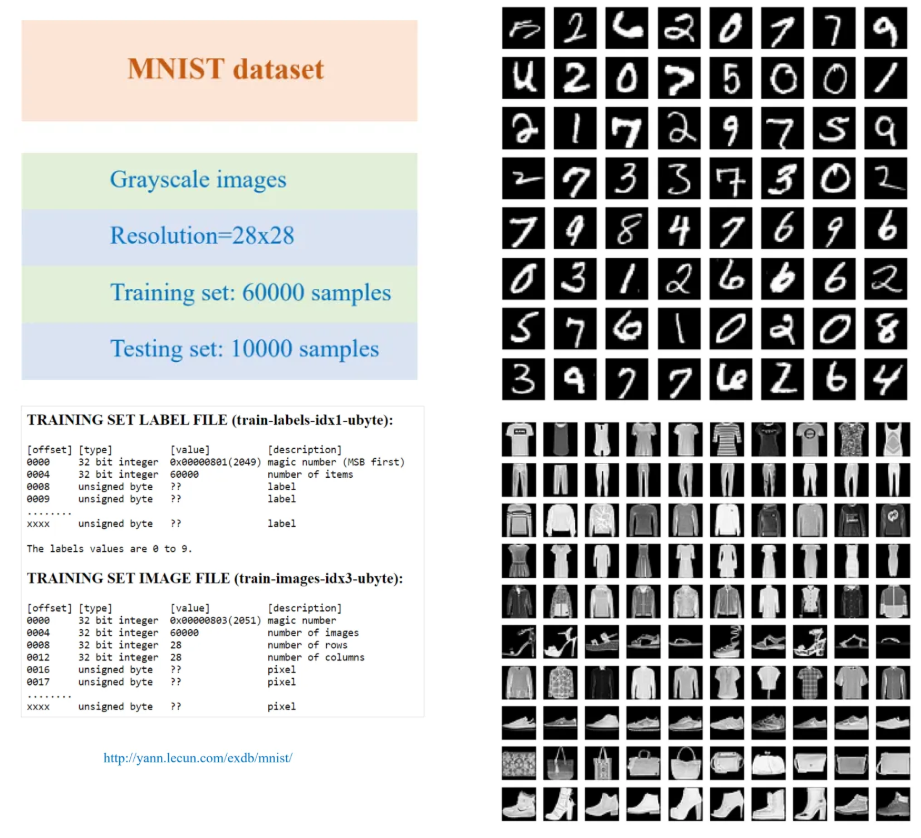 MNIST dataset
Grayscale images
Resolution=28x28
Training set: 60000 samples
Testing set: 10000 samples
TRAINING SET LABEL FILE (train-labels-idx1-ubyte):
[offset] [type] [value] [description]
0000 32 bit integer 0x00000801(2049) magic number (MSB first)
0004 32 bit integer 60000 number of items
0008 unsigned byte ?? label
0009 unsigned byte ?? label
........
xxxx unsigned byte ?? label
The labels values are 0 to 9.
TRAINING SET IMAGE FILE (train-images-idx3-ubyte):
[offset] [type] [value] [description]
0000 32 bit integer 0x00000803(2051) magic number
0004 32 bit integer 60000 number of images
0008 32 bit integer 28 number of rows
0012 32 bit integer 28 number of columns
0016 unsigned byte ?? pixel
0017 unsigned byte ?? pixel
........
xxxx unsigned byte ?? pixel
http://yann.lecun.com/exdb/mnist/
5 2 6 2 0 7 7 9
4 2 0 7 5 0 0 1
2 1 7 2 9 7 5 9
2 7 3 3 7 3 0 2
7 9 8 4 7 6 9 6
0 3 1 2 6 6 6 2
5 7 6 1 0 2 0 8
3 9 7 7 6 2 6 4